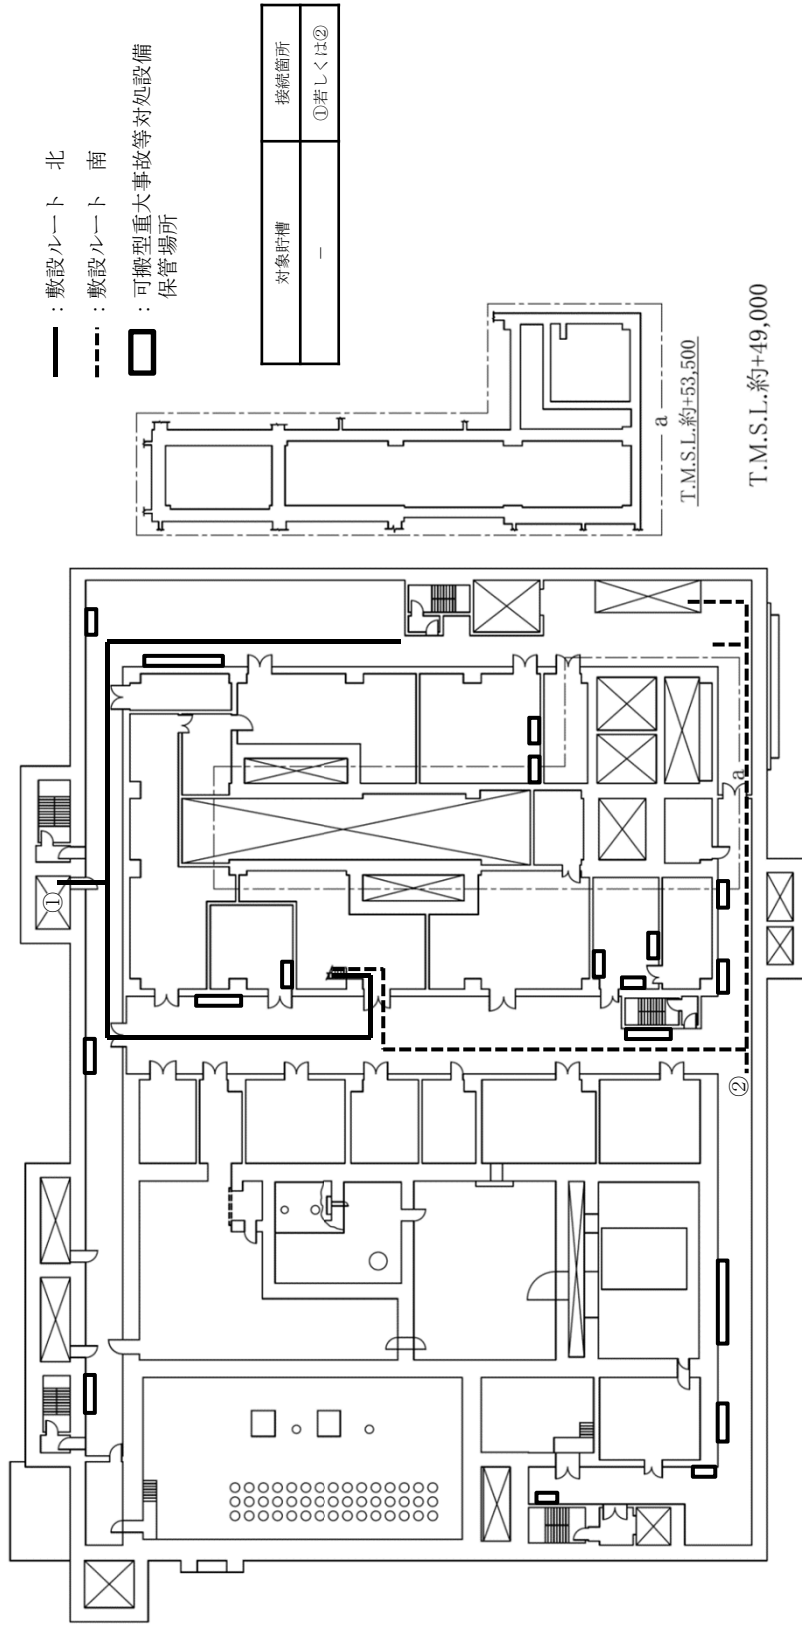 ：敷設ルート 北
：敷設ルート 南
：可搬型重大事故等対処設備
保管場所
対象貯槽 接続箇所
－ ①若しくは②
a
T.M.S.L.約+53,500
T.M.S.L.約+49,000
①
a
②